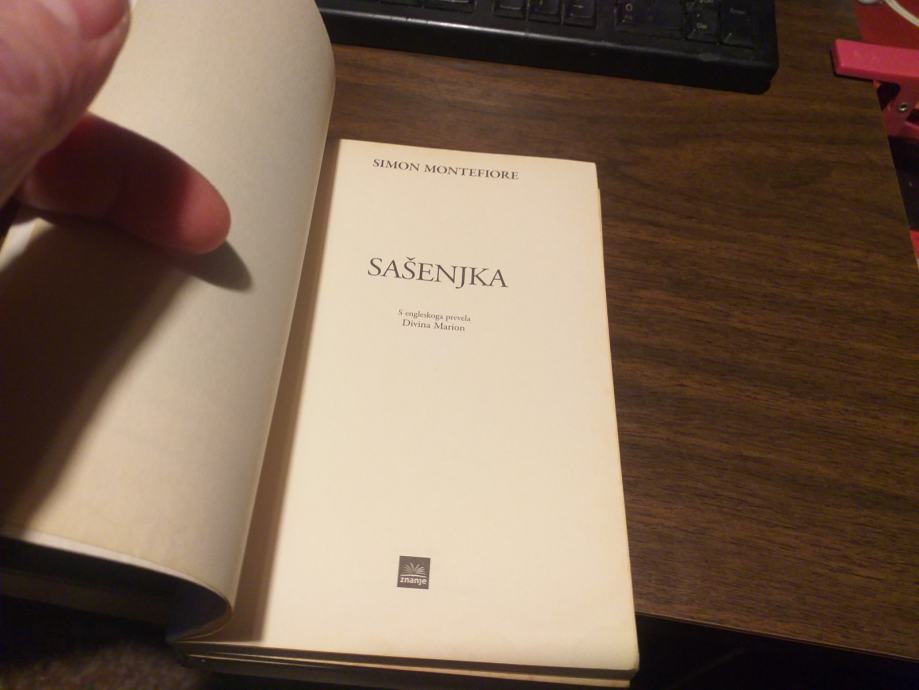 SIMON MONTEFIORE
SAŠENJKA
S engleskoga prevela
Divina Marion
znanje